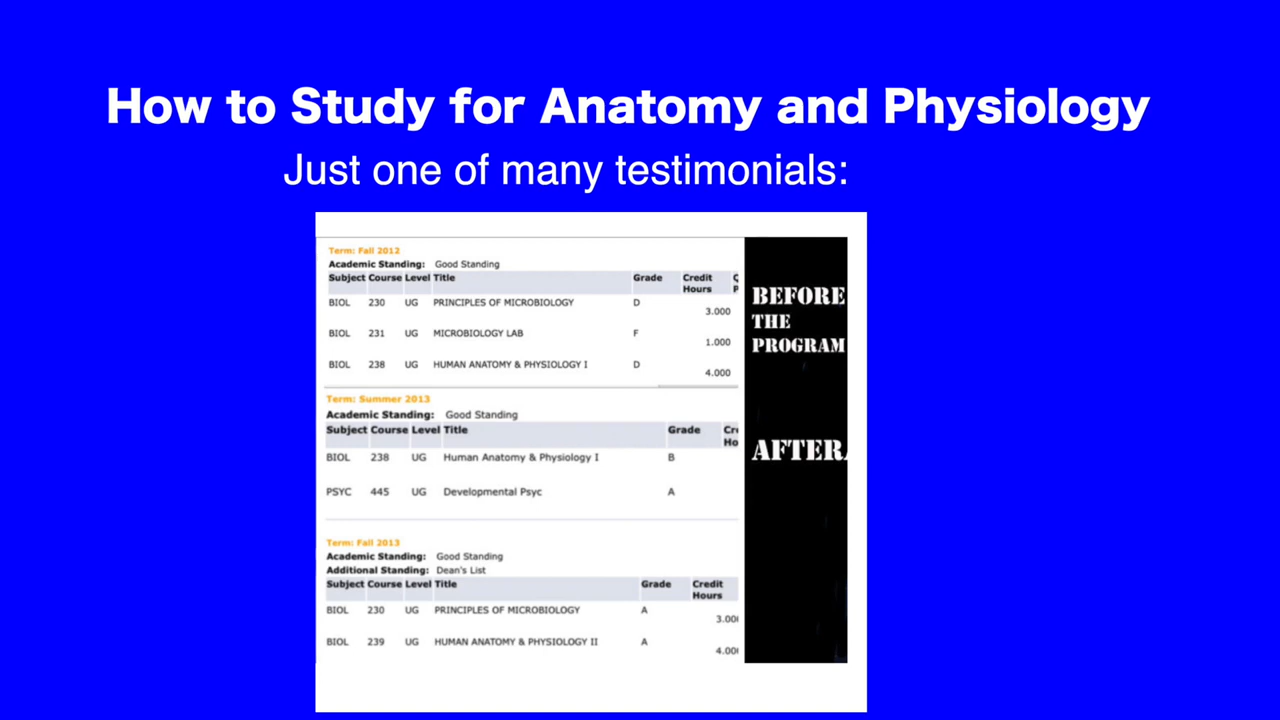 How to Study for Anatomy and Physiology
Just one of many testimonials:
Term: Fall 2012
Academic Standing: Good Standing
Subject Course Level Title Grade Credit Hours
BIOL 230 UG PRINCIPLES OF MICROBIOLOGY D 3.000
BIOL 231 UG MICROBIOLOGY LAB F 1.000
BIOL 238 UG HUMAN ANATOMY & PHYSIOLOGY I D 4.000
Term: Summer 2013
Academic Standing: Good Standing
Subject Course Level Title Grade
BIOL 238 UG Human Anatomy & Physiology I B
PSYC 445 UG Developmental Psyc A
Term: Fall 2013
Academic Standing: Good Standing
Additional Standing: Dean's List
Subject Course Level Title Grade Credit Hours
BIOL 230 UG PRINCIPLES OF MICROBIOLOGY A 3.00
BIOL 239 UG HUMAN ANATOMY & PHYSIOLOGY II A 4.00
BEFORE
THE
PROGRAM
AFTER